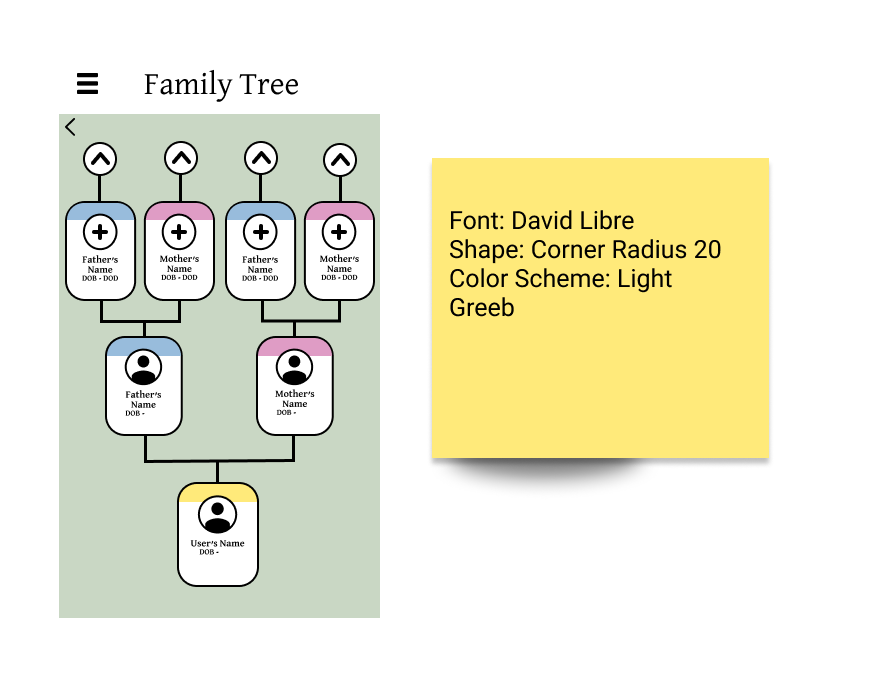 Family Tree
Father's
Name
DOB - DOD
Mother's
Name
DOB - DOD
Father's
Name
DOB - DOD
Mother's
Name
DOB - DOD
Father's
Name
DOB -
Mother's
Name
DOB -
User's Name
DOB -
Font: David Libre
Shape: Corner Radius 20
Color Scheme: Light
Greeb